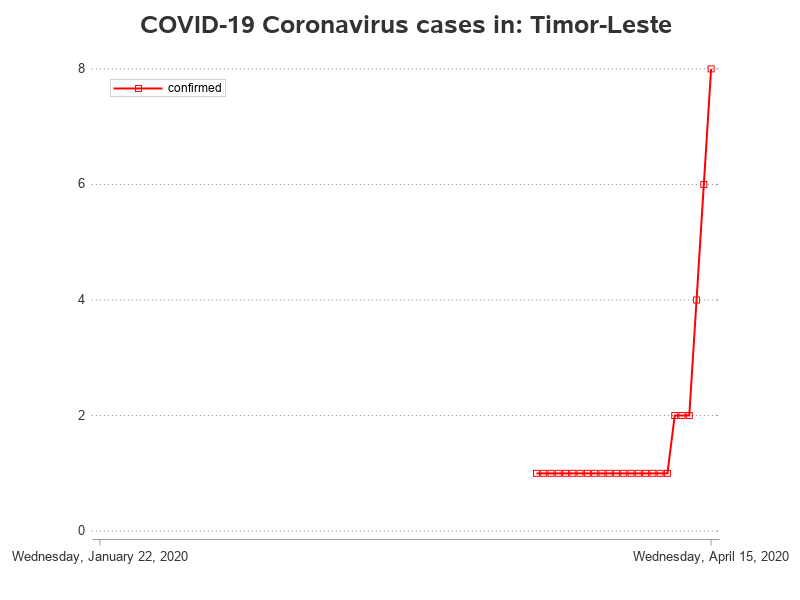 COVID-19 Coronavirus cases in: Timor-Leste
8
confirmed
6
4
2
0
Wednesday, January 22, 2020
Wednesday, April 15, 2020